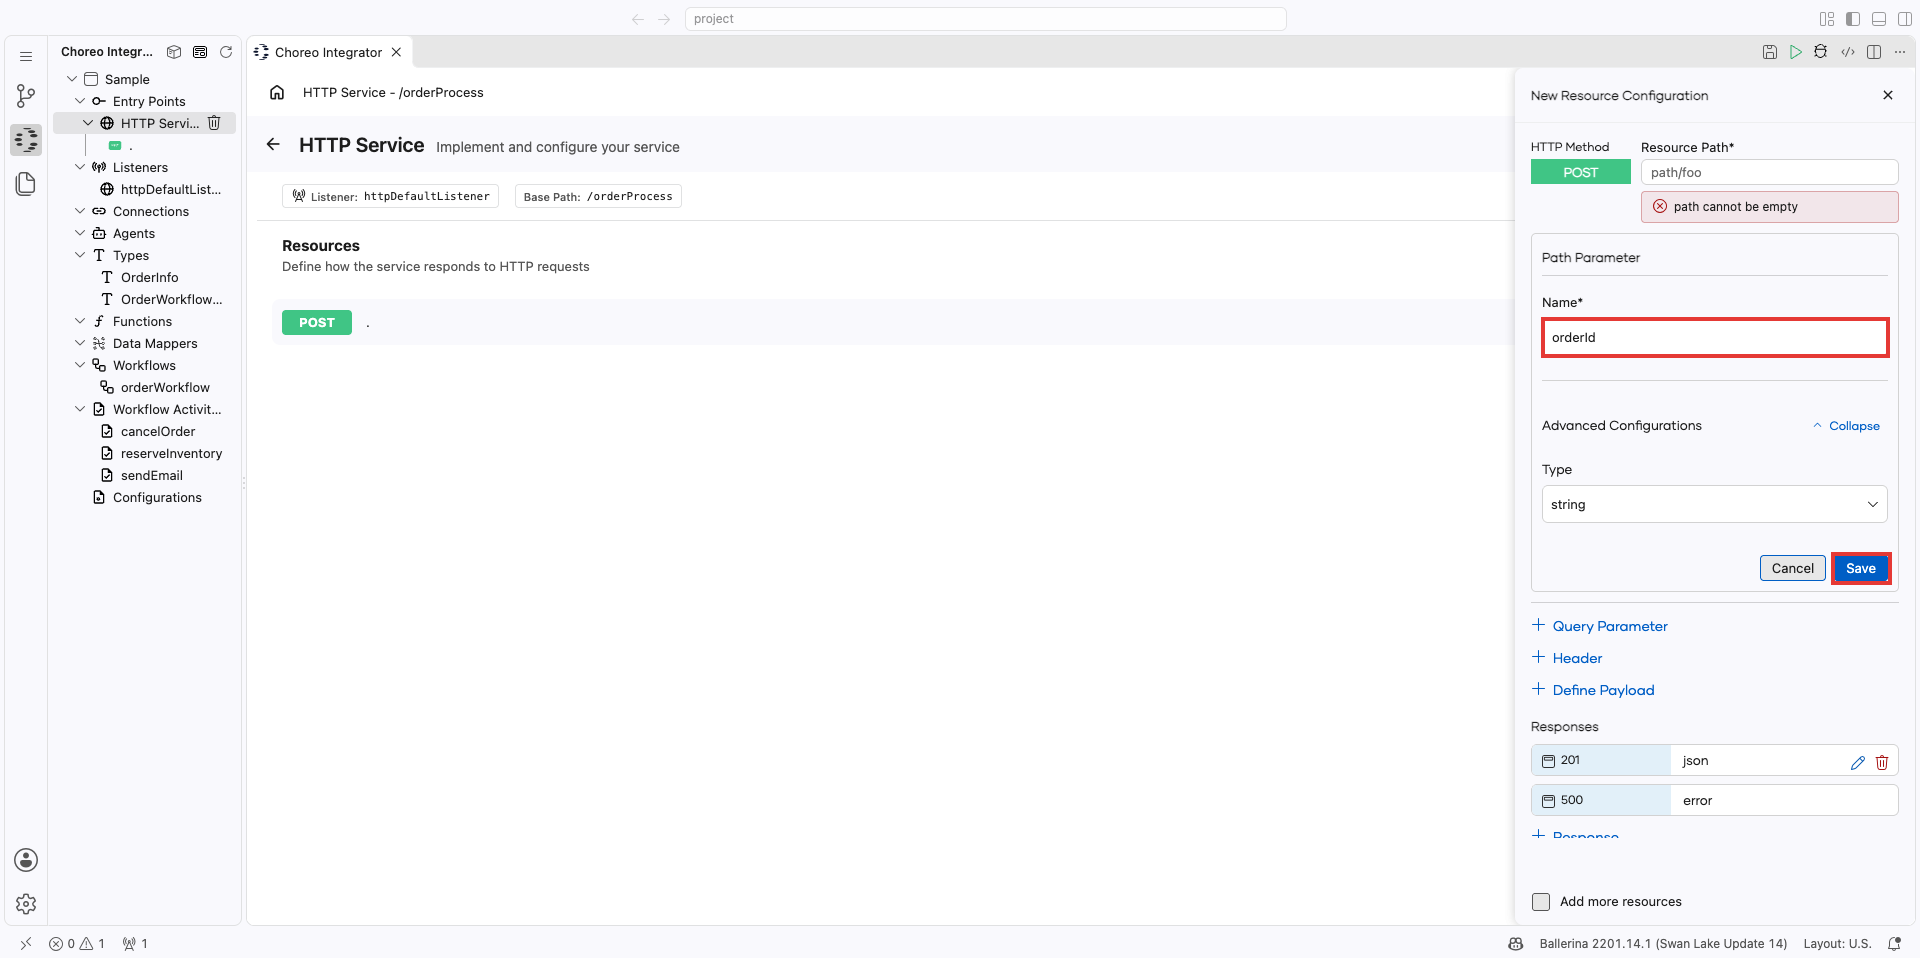 project
Choreo Integr...
Sample
Entry Points
HTTP Servi...
.
Listeners
httpDefaultList...
Connections
Agents
Types
OrderInfo
OrderWorkflow...
Functions
Data Mappers
Workflows
orderWorkflow
Workflow Activit...
cancelOrder
reserveInventory
sendEmail
Configurations
Choreo Integrator
HTTP Service - /orderProcess
HTTP Service Implement and configure your service
Listener: httpDefaultListener Base Path: /orderProcess
Resources
Define how the service responds to HTTP requests
POST .
New Resource Configuration
HTTP Method Resource Path*
POST path/foo
path cannot be empty
Path Parameter
Name*
orderId
Advanced Configurations Collapse
Type
string
Cancel Save
Query Parameter
Header
Define Payload
Responses
201 json
500 error
Response
Add more resources
0 1 1
Ballerina 2201.14.1 (Swan Lake Update 14) Layout: U.S.